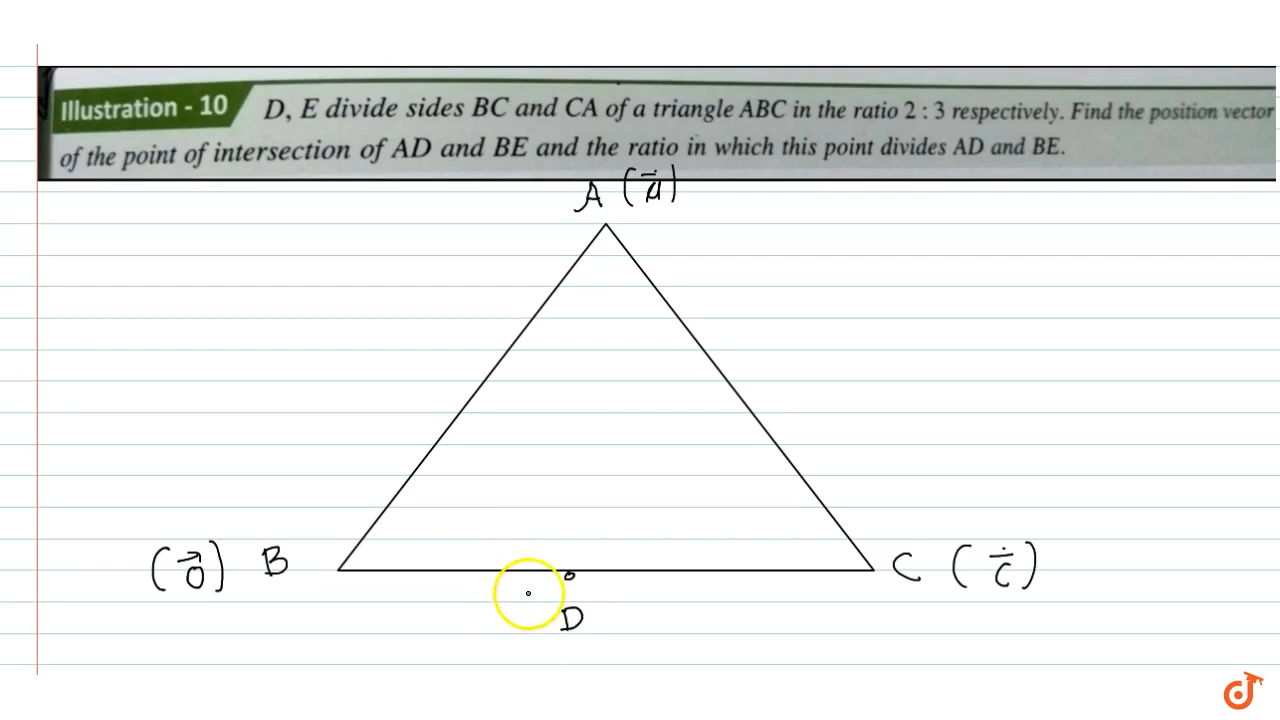 Illustration - 10 D, E divide sides BC and CA of a triangle ABC in the ratio 2 : 3 respectively. Find the position vector
of the point of intersection of AD and BE and the ratio in which this point divides AD and BE.
A (a⃗)
(0⃗) B C (c⃗)
D